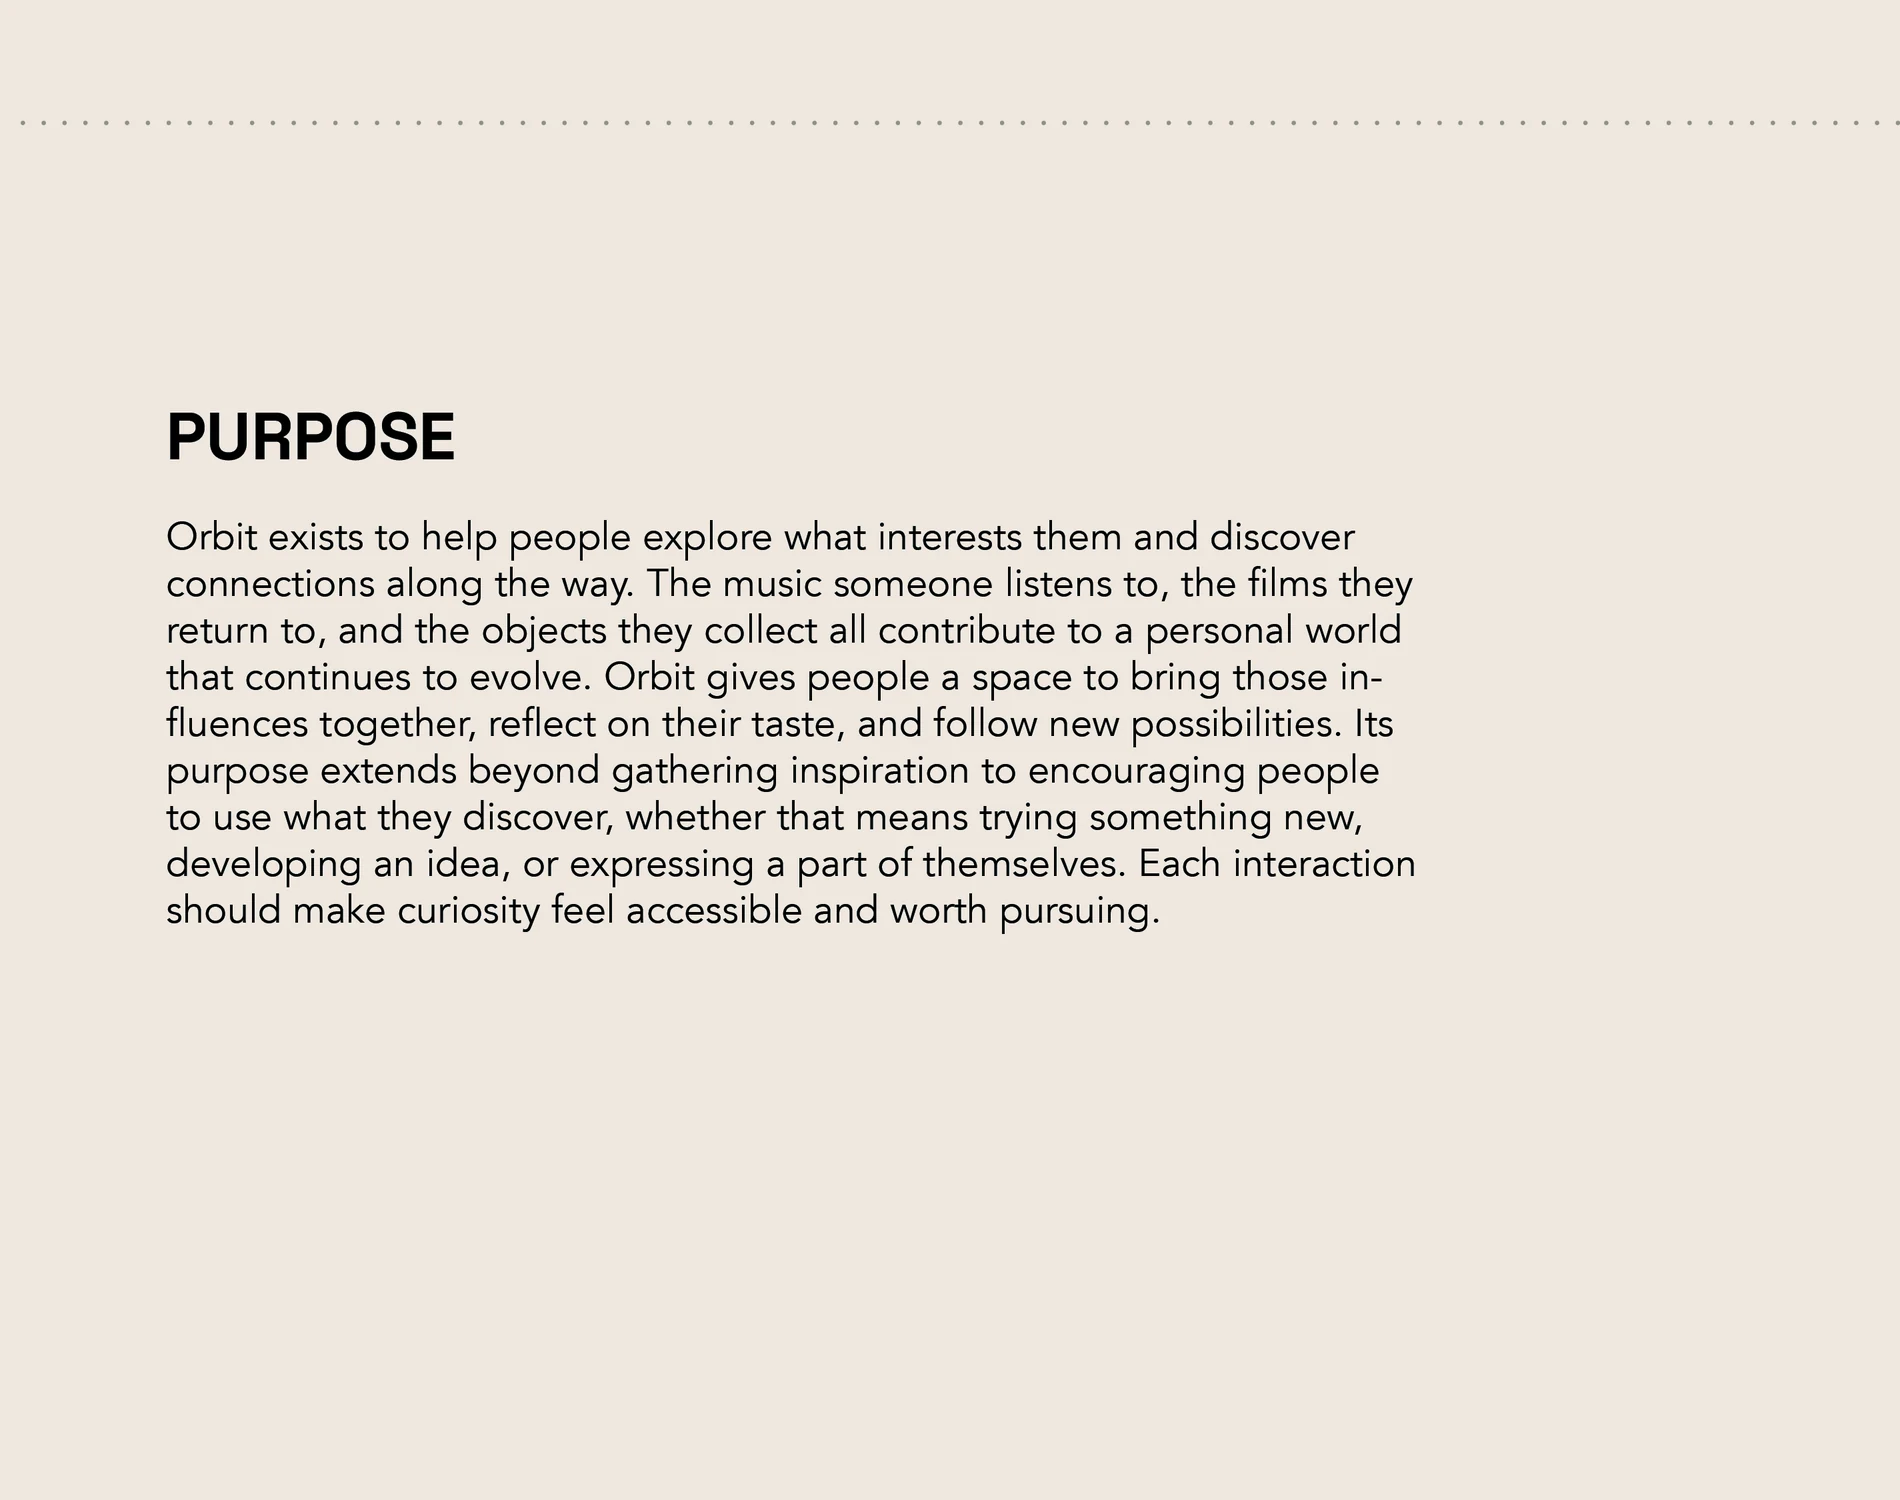 PURPOSE
Orbit exists to help people explore what interests them and discover
connections along the way. The music someone listens to, the films they
return to, and the objects they collect all contribute to a personal world
that continues to evolve. Orbit gives people a space to bring those in-
fluences together, reflect on their taste, and follow new possibilities. Its
purpose extends beyond gathering inspiration to encouraging people
to use what they discover, whether that means trying something new,
developing an idea, or expressing a part of themselves. Each interaction
should make curiosity feel accessible and worth pursuing.